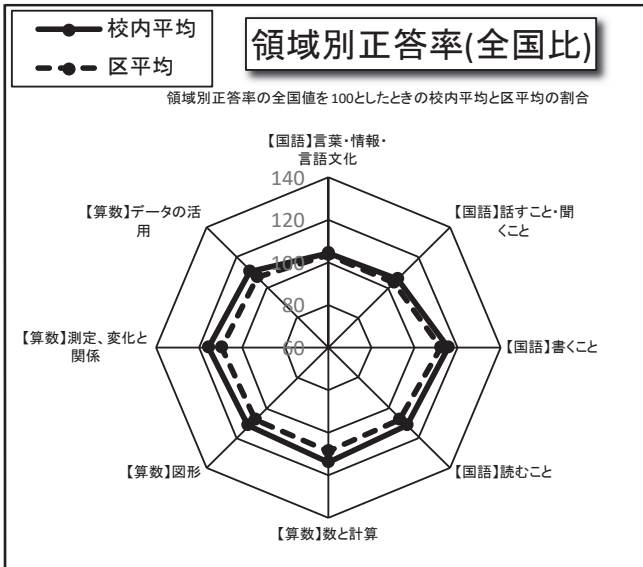 校内平均
区平均
領域別正答率(全国比)
領域別正答率の全国値を100としたときの校内平均と区平均の割合
【国語】言葉・情報・
言語文化
【国語】話すこと・聞
くこと
【国語】書くこと
【国語】読むこと
【算数】数と計算
【算数】図形
【算数】測定、変化と
関係
【算数】データの活
用
140
120
100
80
60